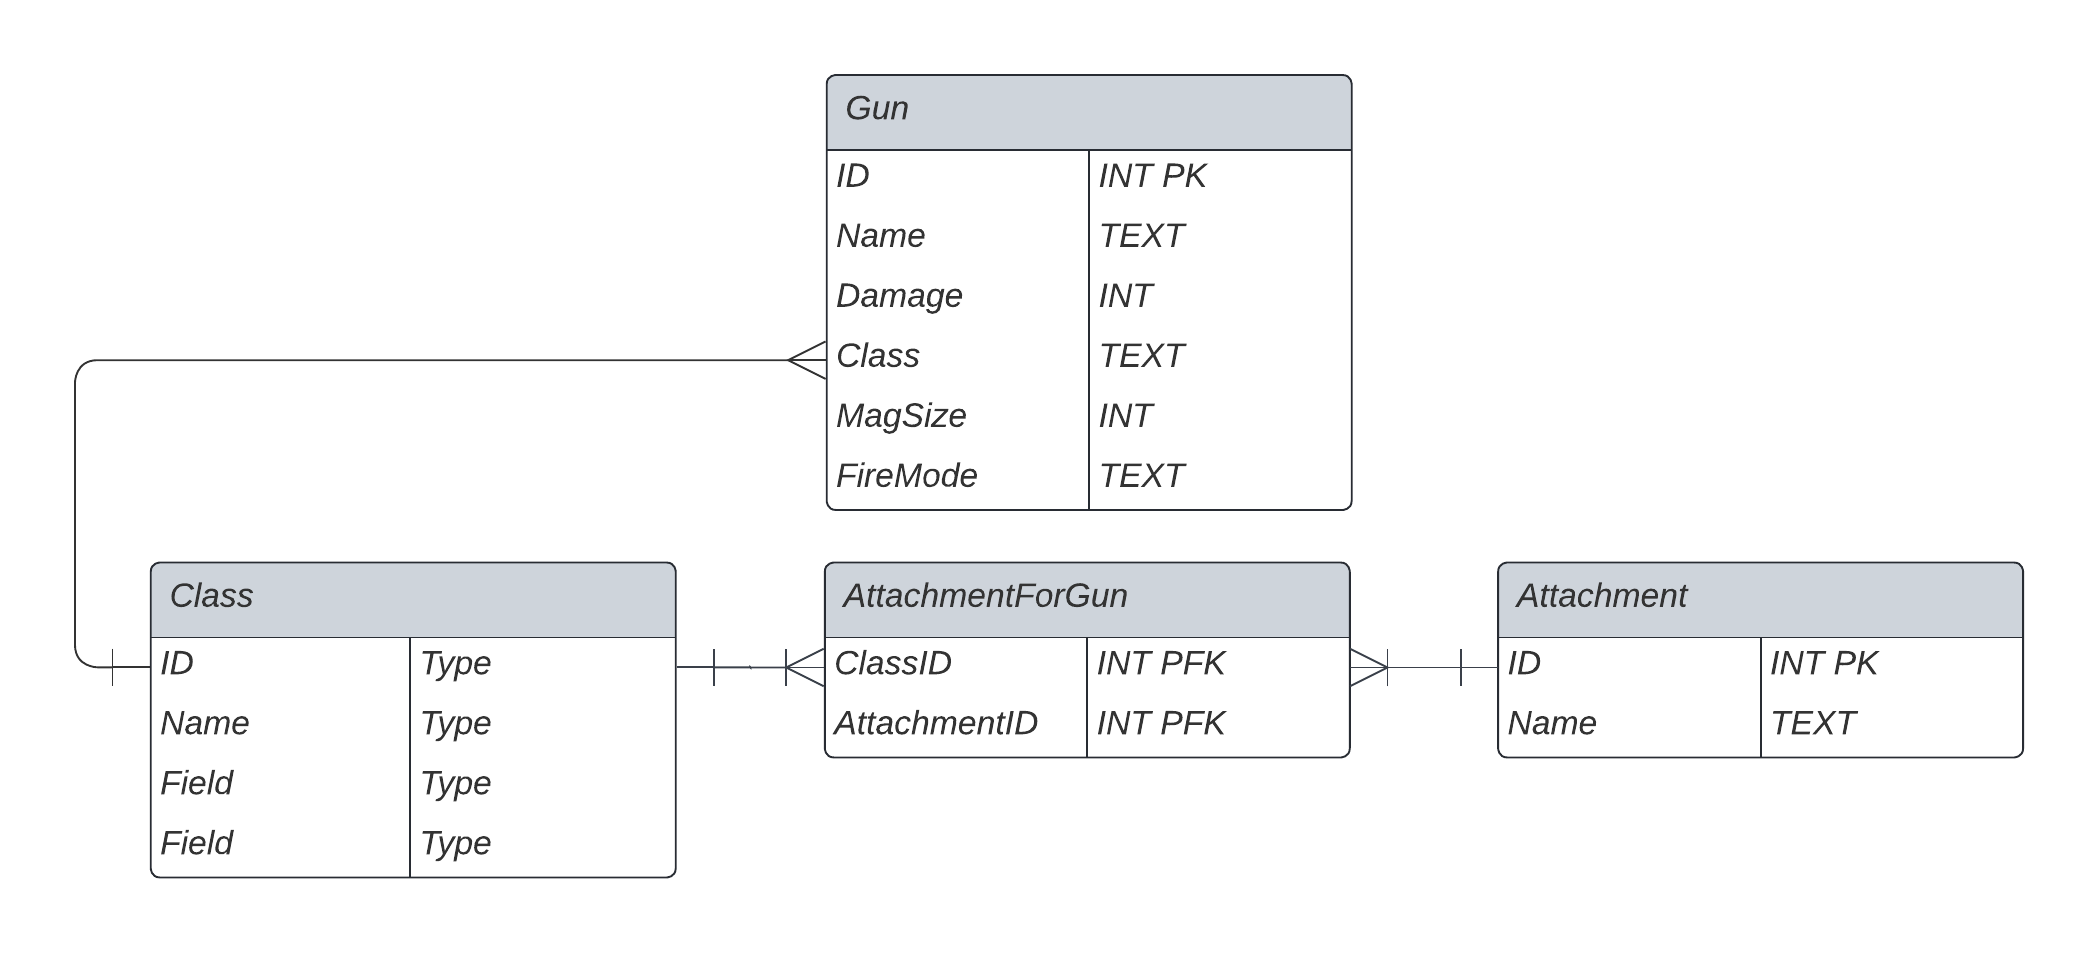 Gun
ID INT PK
Name TEXT
Damage INT
Class TEXT
MagSize INT
FireMode TEXT
Class
ID Type
Name Type
Field Type
Field Type
AttachmentForGun
ClassID INT PFK
AttachmentID INT PFK
Attachment
ID INT PK
Name TEXT